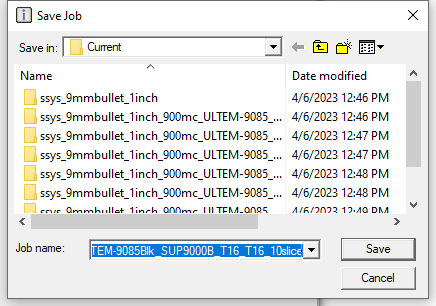 Save Job
Save in: Current
Name Date modified
ssys_9mmbullet_1inch 4/6/2023 12:46 PM
ssys_9mmbullet_1inch_900mc_ULTEM-9085_... 4/6/2023 12:46 PM
ssys_9mmbullet_1inch_900mc_ULTEM-9085_... 4/6/2023 12:47 PM
ssys_9mmbullet_1inch_900mc_ULTEM-9085_... 4/6/2023 12:47 PM
ssys_9mmbullet_1inch_900mc_ULTEM-9085_... 4/6/2023 12:48 PM
ssys_9mmbullet_1inch_900mc_ULTEM-9085_... 4/6/2023 12:48 PM
ssys_9mmbullet_1inch_900mc_ULTEM-9085_... 4/6/2023 12:49 PM
Job name: TEM-9085Blk_SUP9000B_T16_T16_10slice Save
Cancel